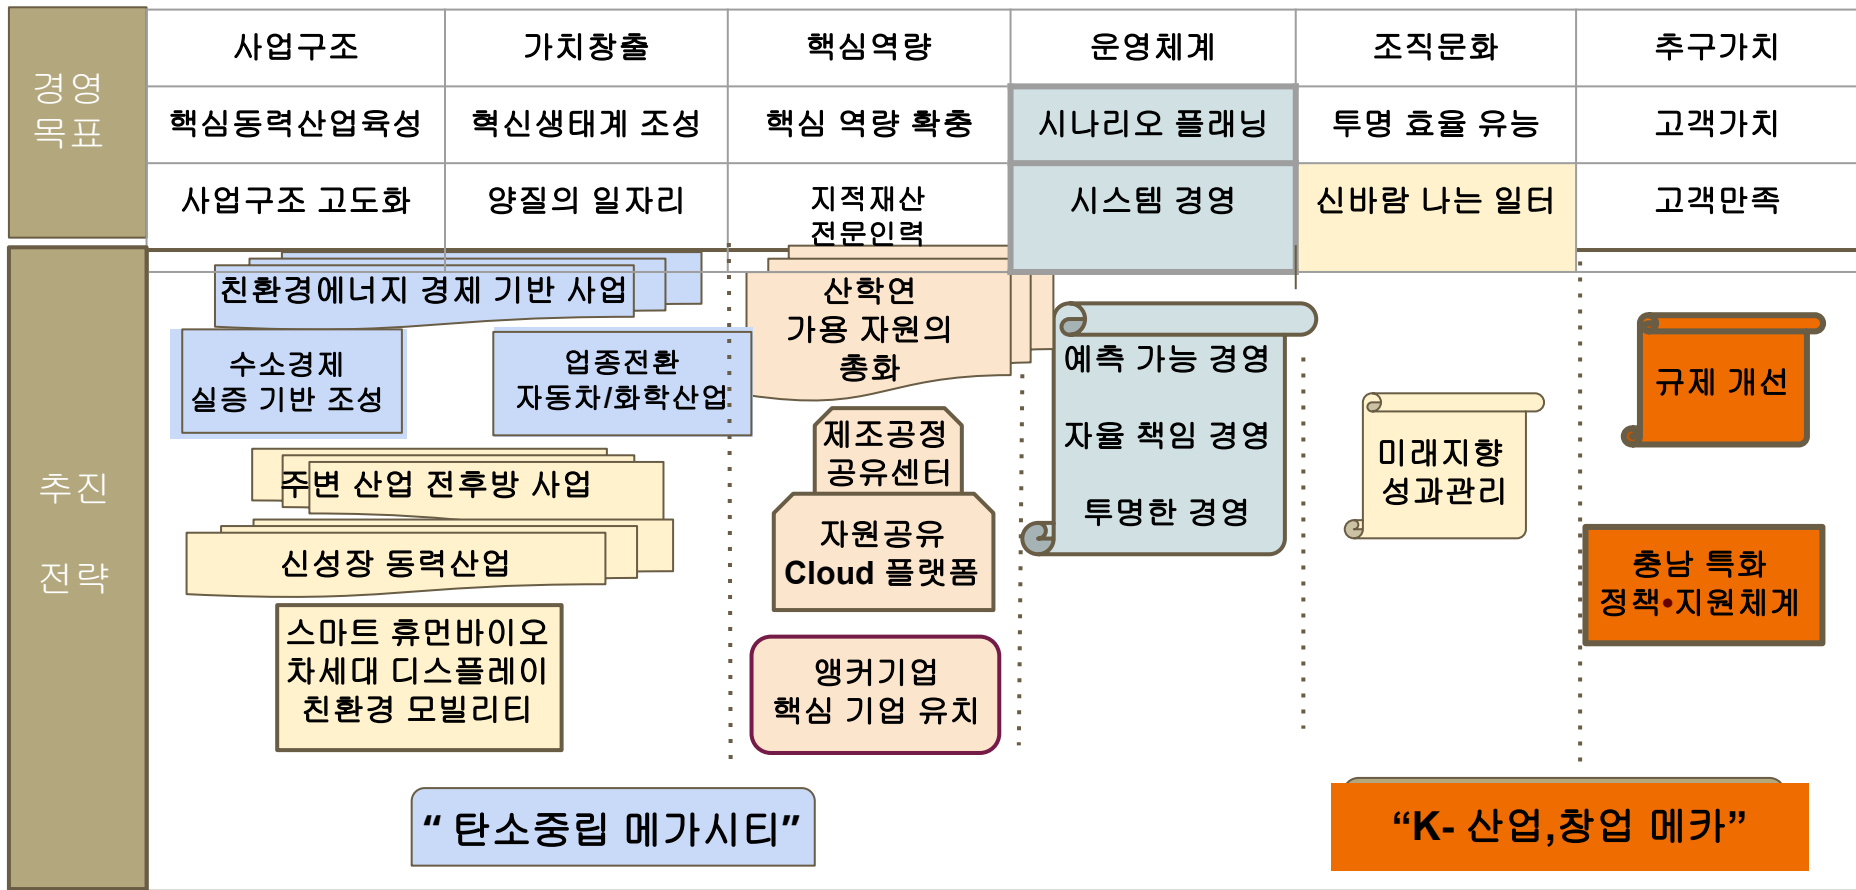 경영
목표
사업구조
가치창출
핵심역량
운영체계
조직문화
추구가치
핵심동력산업육성
혁신생태계 조성
핵심 역량 확충
시나리오 플래닝
투명 효율 유능
고객가치
사업구조 고도화
양질의 일자리
지적재산
전문인력
시스템 경영
신바람 나는 일터
고객만족
추진
전략
친환경에너지 경제 기반 사업
수소경제
실증 기반 조성
업종전환
자동차/화학산업
주변 산업 전후방 사업
신성장 동력산업
스마트 휴먼바이오
차세대 디스플레이
친환경 모빌리티
산학연
가용 자원의
총화
제조공정
공유센터
자원공유
Cloud 플랫폼
앵커기업
핵심 기업 유치
예측 가능 경영
자율 책임 경영
투명한 경영
미래지향
성과관리
규제 개선
충남 특화
정책•지원체계
“ 탄소중립 메가시티”
“K- 산업,창업 메카”